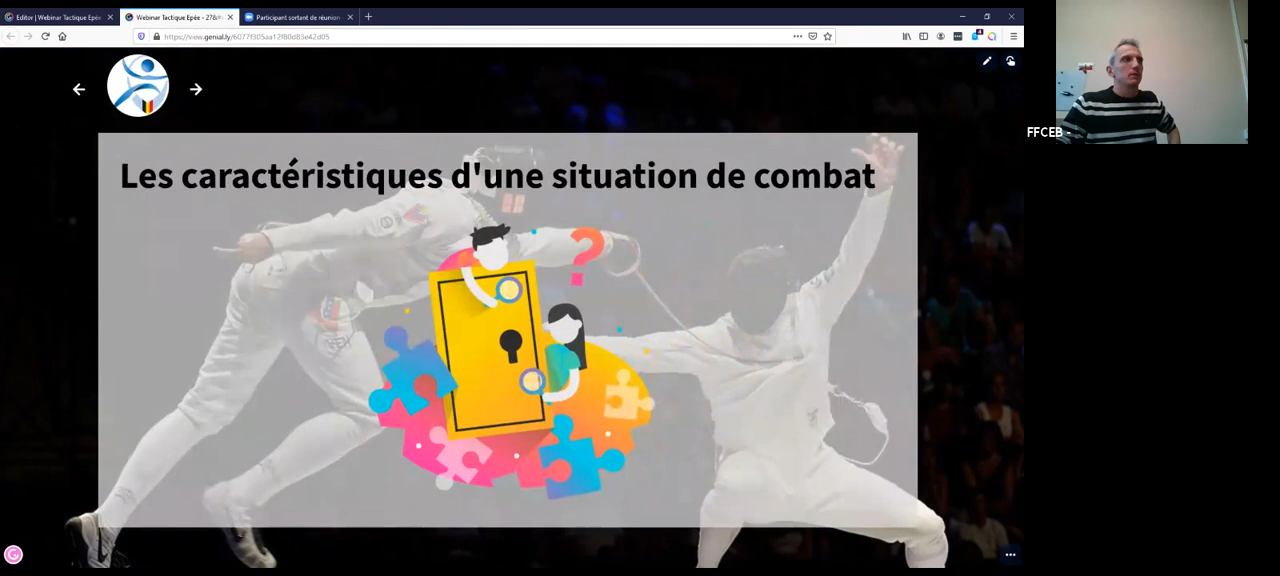 Editor | Webinar Tactique Epée
Webinar Tactique Epée - 27&#
Participant sortant de réunion
https://view.genial.ly/6077f305aa12f80d83e42d05
Les caractéristiques d'une situation de combat
?
FFCEB -